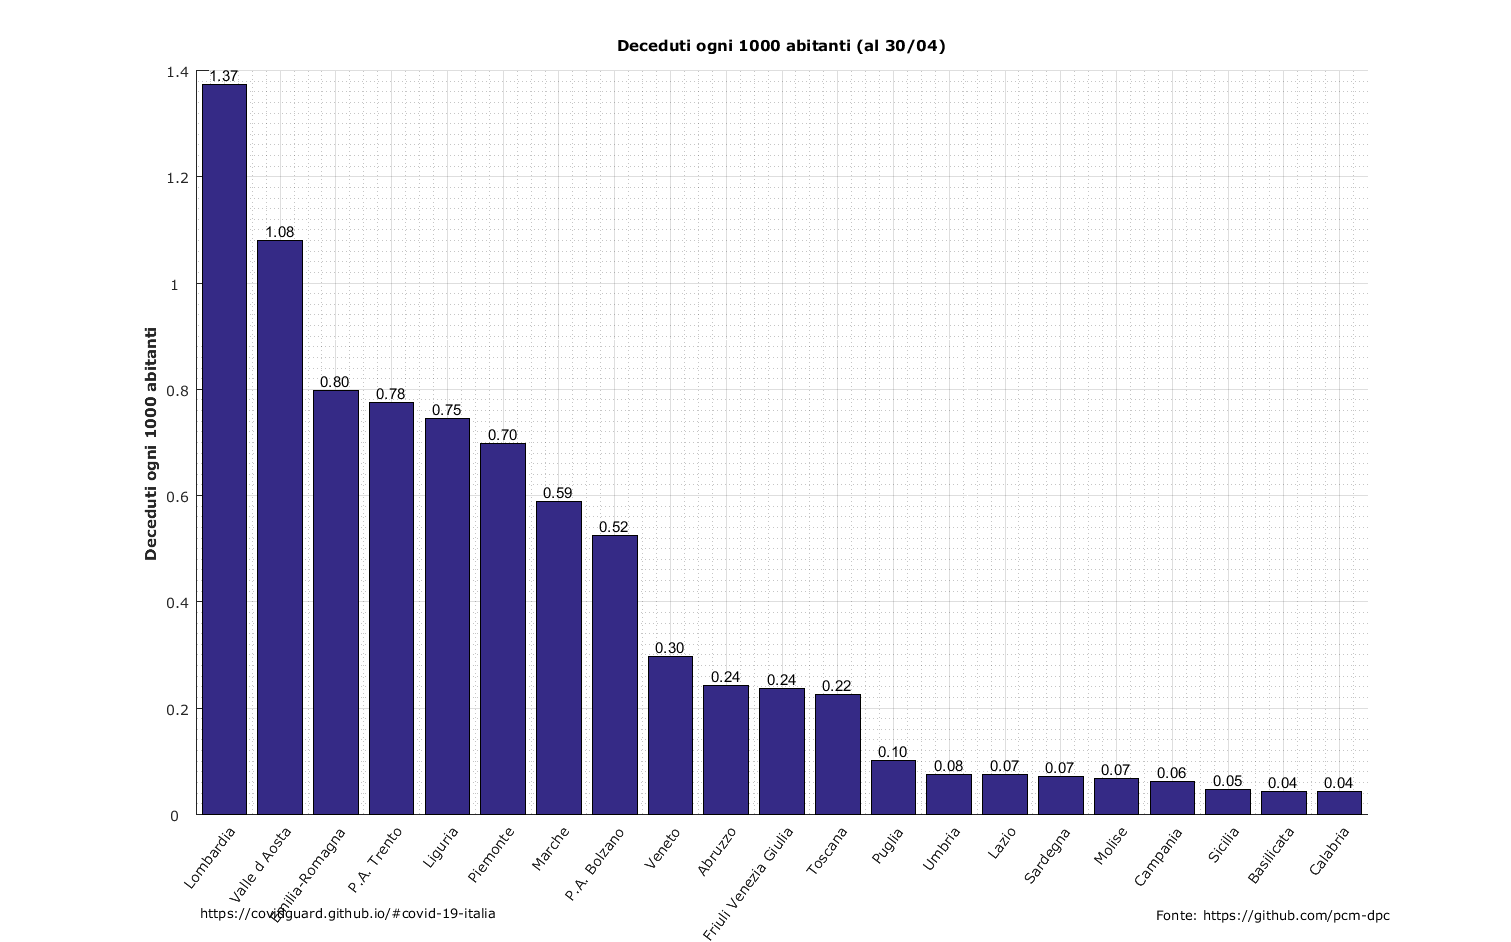 Deceduti ogni 1000 abitanti (al 30/04)
Deceduti ogni 1000 abitanti
1.4
1.2
1
0.8
0.6
0.4
0.2
0
1.37
1.08
0.80
0.78
0.75
0.70
0.59
0.52
0.30
0.24
0.24
0.22
0.10
0.08
0.07
0.07
0.07
0.06
0.05
0.04
0.04
Lombardia
Valle d Aosta
Emilia-Romagna
P.A. Trento
Liguria
Piemonte
Marche
P.A. Bolzano
Veneto
Abruzzo
Friuli Venezia Giulia
Toscana
Puglia
Umbria
Lazio
Sardegna
Molise
Campania
Sicilia
Basilicata
Calabria
https://covidguard.github.io/#covid-19-italia
Fonte: https://github.com/pcm-dpc